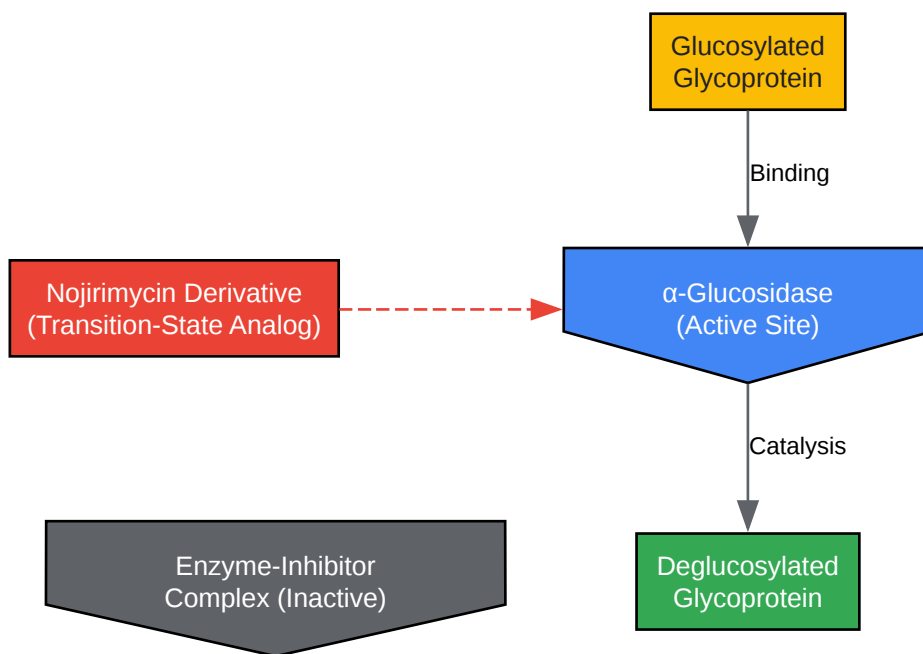 Glucosylated
Glycoprotein
Binding
Nojirimycin Derivative
(Transition-State Analog)
α-Glucosidase
(Active Site)
Catalysis
Enzyme-Inhibitor
Complex (Inactive)
Deglucosylated
Glycoprotein